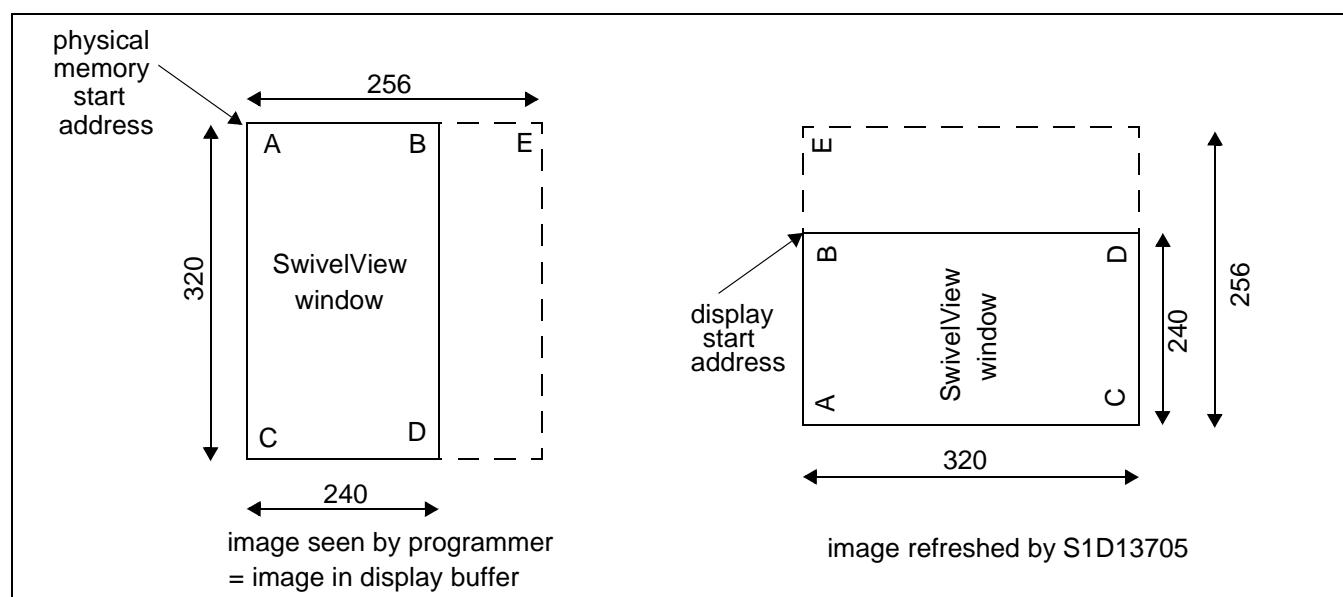 physical
memory
start
address
256
A
B
E
320
SwivelView
window
C
D
240
image seen by programmer
= image in display buffer
E
B
D
display
start
address
SwivelView
window
240
256
A
C
320
image refreshed by S1D13705